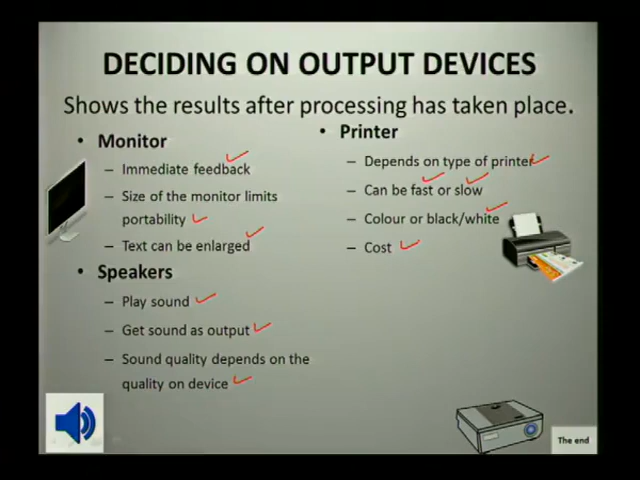 DECIDING ON OUTPUT DEVICES
Shows the results after processing has taken place.
• Monitor
– Immediate feedback
– Size of the monitor limits
portability
– Text can be enlarged
• Speakers
– Play sound
– Get sound as output
– Sound quality depends on the
quality on device
• Printer
– Depends on type of printer
– Can be fast or slow
– Colour or black/white
– Cost
The end